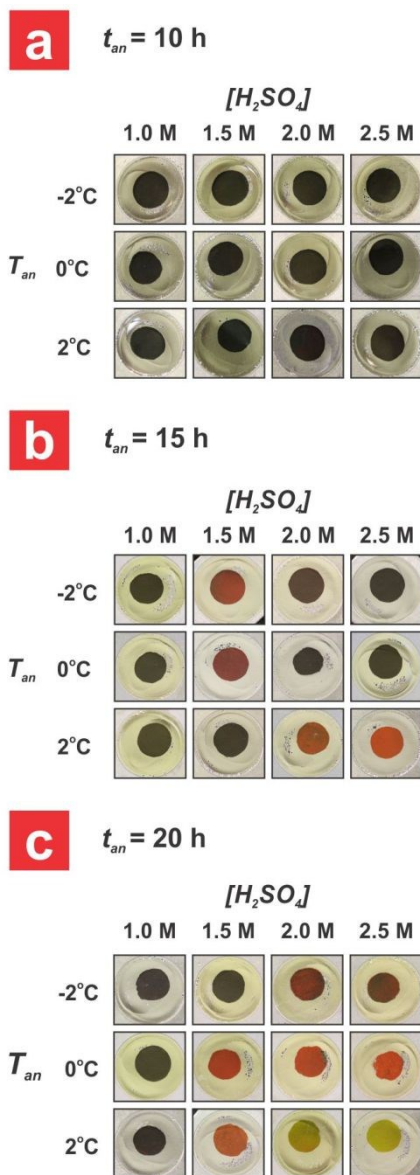 a t_an = 10 h
[H₂SO₄]
1.0 M 1.5 M 2.0 M 2.5 M
-2°C
T_an 0°C
2°C
b t_an = 15 h
[H₂SO₄]
1.0 M 1.5 M 2.0 M 2.5 M
-2°C
T_an 0°C
2°C
c t_an = 20 h
[H₂SO₄]
1.0 M 1.5 M 2.0 M 2.5 M
-2°C
T_an 0°C
2°C